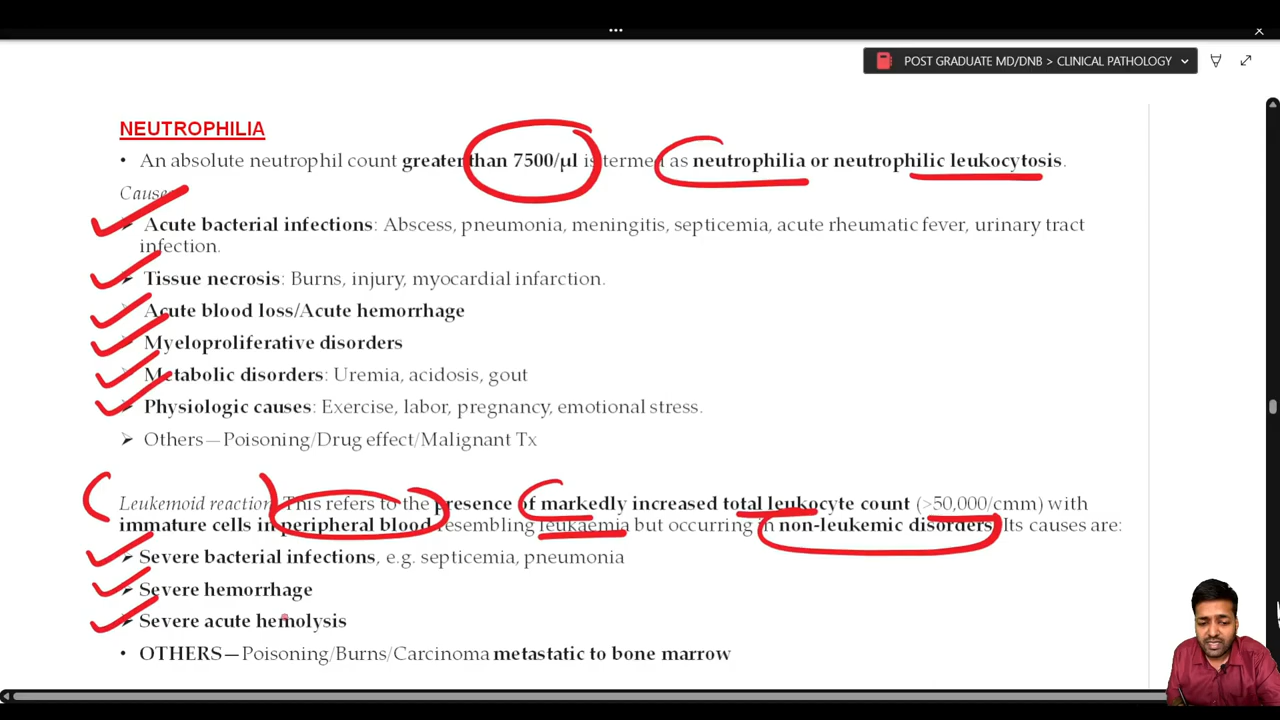 POST GRADUATE MD/DNB > CLINICAL PATHOLOGY
NEUTROPHILIA
• An absolute neutrophil count greater than 7500/µl is termed as neutrophilia or neutrophilic leukocytosis.
Causes
➤ Acute bacterial infections: Abscess, pneumonia, meningitis, septicemia, acute rheumatic fever, urinary tract
infection.
➤ Tissue necrosis: Burns, injury, myocardial infarction.
➤ Acute blood loss/Acute hemorrhage
➤ Myeloproliferative disorders
➤ Metabolic disorders: Uremia, acidosis, gout
➤ Physiologic causes: Exercise, labor, pregnancy, emotional stress.
➤ Others—Poisoning/Drug effect/Malignant Tx
Leukemoid reaction This refers to the presence of markedly increased total leukocyte count (>50,000/cmm) with
immature cells in peripheral blood resembling leukaemia but occurring in non-leukemic disorders. Its causes are:
➤ Severe bacterial infections, e.g. septicemia, pneumonia
➤ Severe hemorrhage
➤ Severe acute hemolysis
• OTHERS—Poisoning/Burns/Carcinoma metastatic to bone marrow